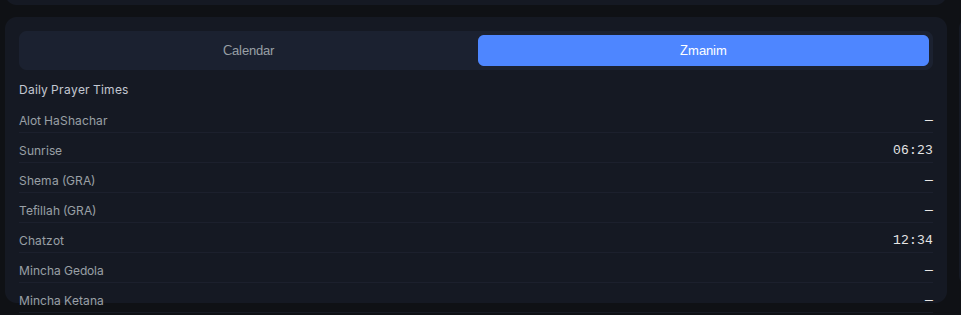 Calendar Zmanim
Daily Prayer Times
Alot HaShachar —
Sunrise 06:23
Shema (GRA) —
Tefillah (GRA) —
Chatzot 12:34
Mincha Gedola —
Mincha Ketana —